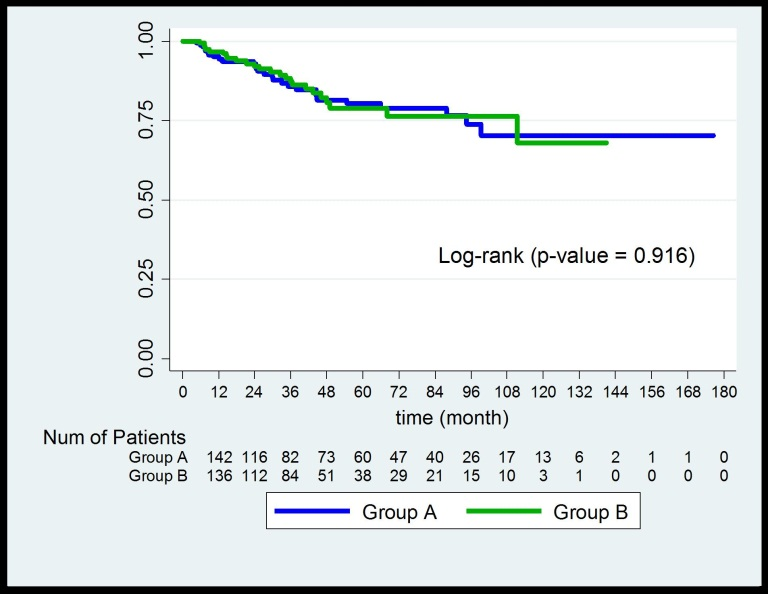 1.00
0.75
0.50
0.25
0.00
Log-rank (p-value = 0.916)
0 12 24 36 48 60 72 84 96 108 120 132 144 156 168 180
time (month)
Num of Patients
Group A 142 116 82 73 60 47 40 26 17 13 6 2 1 1 0
Group B 136 112 84 51 38 29 21 15 10 3 1 0 0 0 0
Group A Group B